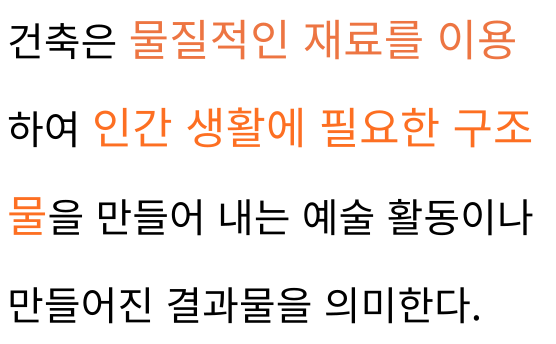 건축은 물질적인 재료를 이용
하여 인간 생활에 필요한 구조
물을 만들어 내는 예술 활동이나
만들어진 결과물을 의미한다.